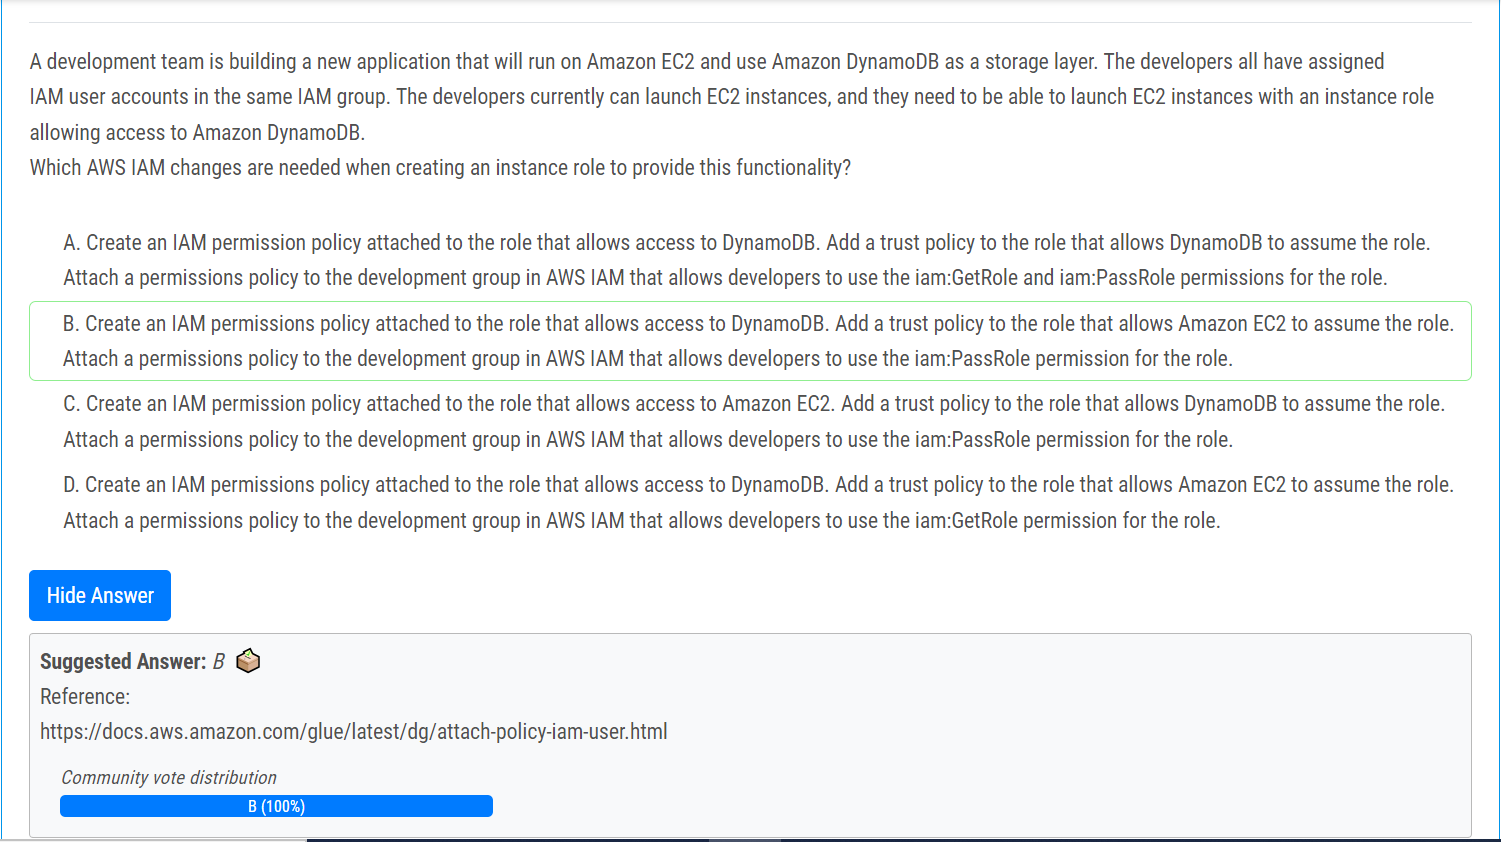 A development team is building a new application that will run on Amazon EC2 and use Amazon DynamoDB as a storage layer. The developers all have assigned
IAM user accounts in the same IAM group. The developers currently can launch EC2 instances, and they need to be able to launch EC2 instances with an instance role
allowing access to Amazon DynamoDB.
Which AWS IAM changes are needed when creating an instance role to provide this functionality?
A. Create an IAM permission policy attached to the role that allows access to DynamoDB. Add a trust policy to the role that allows DynamoDB to assume the role.
Attach a permissions policy to the development group in AWS IAM that allows developers to use the iam:GetRole and iam:PassRole permissions for the role.
B. Create an IAM permissions policy attached to the role that allows access to DynamoDB. Add a trust policy to the role that allows Amazon EC2 to assume the role.
Attach a permissions policy to the development group in AWS IAM that allows developers to use the iam:PassRole permission for the role.
C. Create an IAM permission policy attached to the role that allows access to Amazon EC2. Add a trust policy to the role that allows DynamoDB to assume the role.
Attach a permissions policy to the development group in AWS IAM that allows developers to use the iam:PassRole permission for the role.
D. Create an IAM permissions policy attached to the role that allows access to DynamoDB. Add a trust policy to the role that allows Amazon EC2 to assume the role.
Attach a permissions policy to the development group in AWS IAM that allows developers to use the iam:GetRole permission for the role.
Hide Answer
Suggested Answer: B
Reference:
https://docs.aws.amazon.com/glue/latest/dg/attach-policy-iam-user.html
Community vote distribution
B (100%)